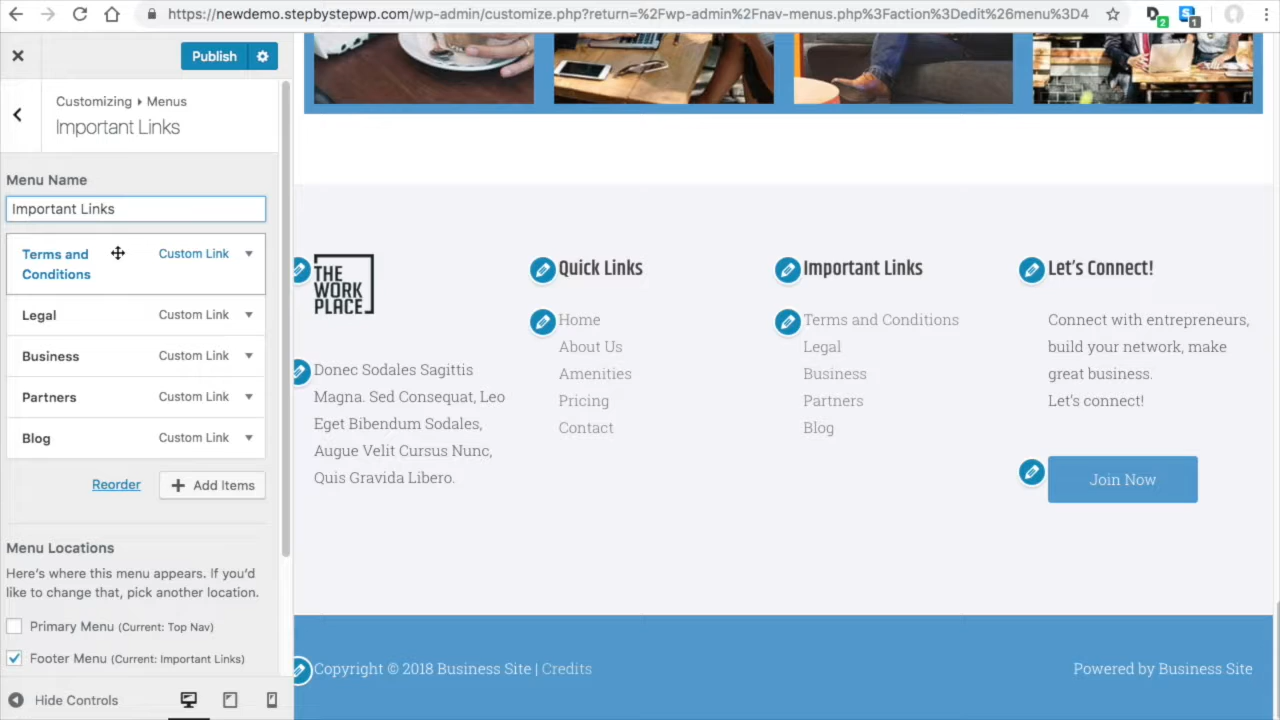 https://newdemo.stepbystepwp.com/wp-admin/customize.php?return=%2Fwp-admin%2Fnav-menus.php%3Faction%3Dedit%26menu%3D4
2
1
Publish
Customizing ▸ Menus
Important Links
Menu Name
Important Links
Terms and Conditions Custom Link
Legal Custom Link
Business Custom Link
Partners Custom Link
Blog Custom Link
Reorder
Add Items
Menu Locations
Here's where this menu appears. If you'd
like to change that, pick another location.
Primary Menu (Current: Top Nav)
Footer Menu (Current: Important Links)
Hide Controls
THE
WORK
PLACE
Donec Sodales Sagittis
Magna. Sed Consequat, Leo
Eget Bibendum Sodales,
Augue Velit Cursus Nunc,
Quis Gravida Libero.
Quick Links
Home
About Us
Amenities
Pricing
Contact
Important Links
Terms and Conditions
Legal
Business
Partners
Blog
Let's Connect!
Connect with entrepreneurs,
build your network, make
great business.
Let's connect!
Join Now
Copyright © 2018 Business Site | Credits
Powered by Business Site